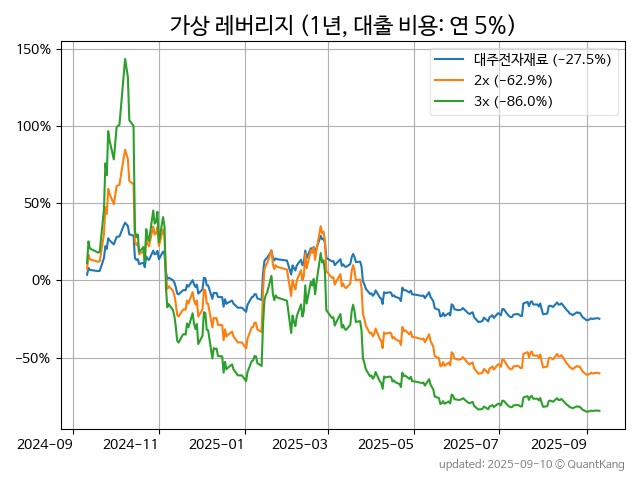 가상 레버리지 (1년, 대출 비용: 연 5%)
150%
100%
50%
0%
−50%
대주전자재료 (−27.5%)
2x (−62.9%)
3x (−86.0%)
2024-09 2024-11 2025-01 2025-03 2025-05 2025-07 2025-09
updated: 2025-09-10 © QuantKang